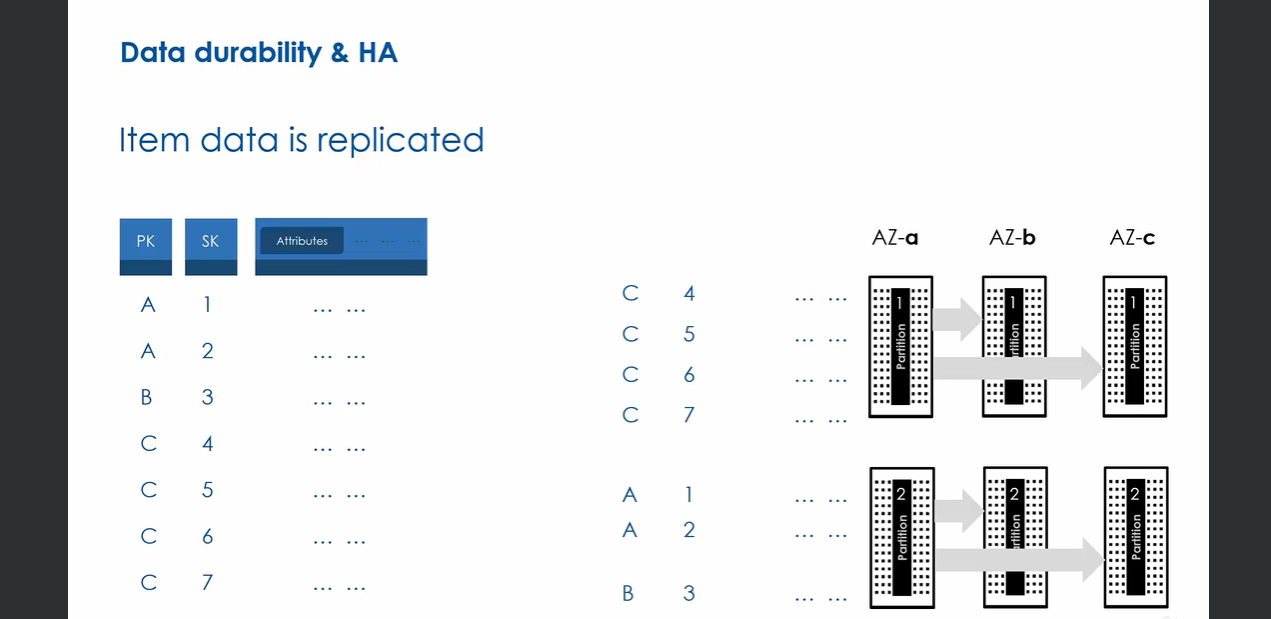 Data durability & HA
Item data is replicated
PK SK Attributes ... ... ...
A 1 ... ...
A 2 ... ...
B 3 ... ...
C 4 ... ...
C 5 ... ...
C 6 ... ...
C 7 ... ...
AZ-a AZ-b AZ-c
C 4 ... ...
C 5 ... ...
C 6 ... ...
C 7 ... ...
Partition 1
rtition 1
Partition 1
A 1 ... ...
A 2 ... ...
B 3 ... ...
Partition 2
rtition 2
Partition 2